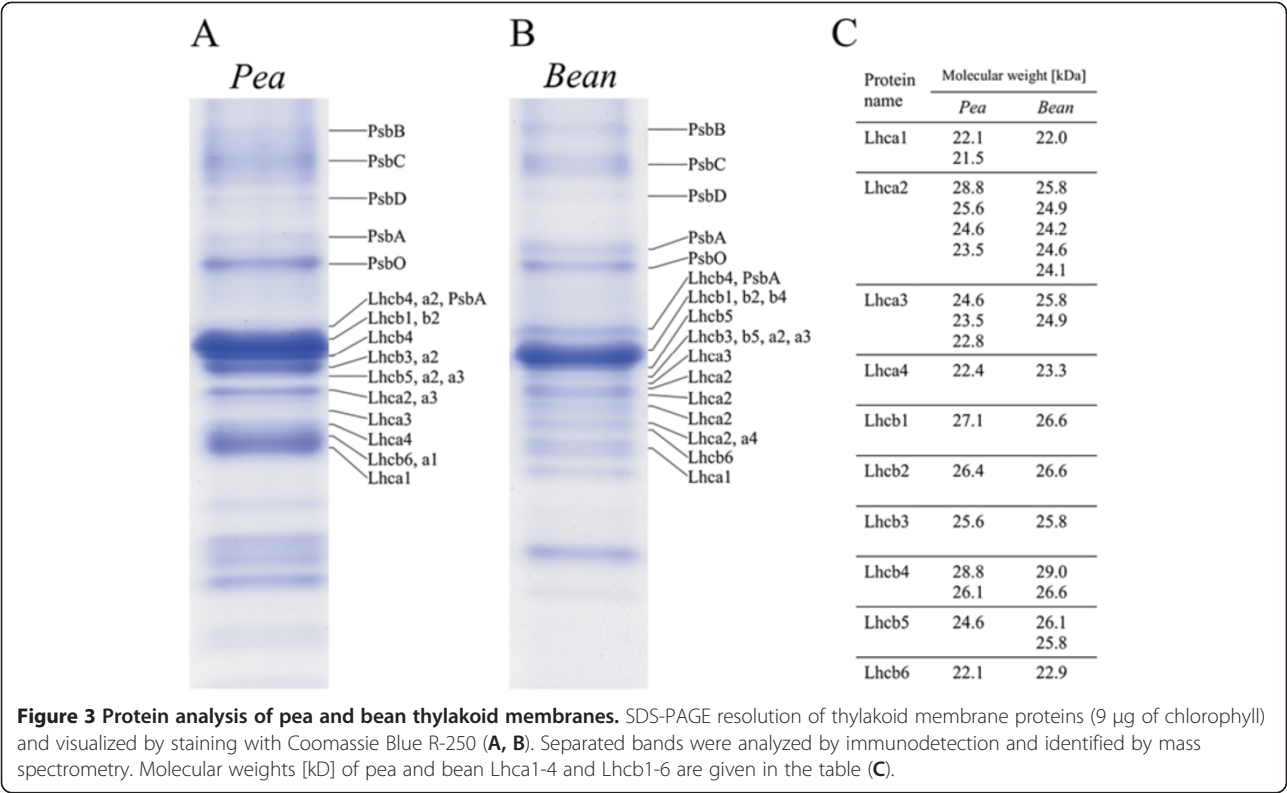 A
Pea
PsbB
PsbC
PsbD
PsbA
PsbO
Lhcb4, a2, PsbA
Lhcb1, b2
Lhcb4
Lhcb3, a2
Lhcb5, a2, a3
Lhca2, a3
Lhca3
Lhca4
Lhcb6, a1
Lhca1
B
Bean
PsbB
PsbC
PsbD
PsbA
PsbO
Lhcb4, PsbA
Lhcb1, b2, b4
Lhcb5
Lhcb3, b5, a2, a3
Lhca3
Lhca2
Lhca2
Lhca2
Lhca2, a4
Lhcb6
Lhca1
C
Protein name Molecular weight [kDa]
Pea Bean
Lhca1 22.1 22.0
21.5
Lhca2 28.8 25.8
25.6 24.9
24.6 24.2
23.5 24.6
24.1
Lhca3 24.6 25.8
23.5 24.9
22.8
Lhca4 22.4 23.3
Lhcb1 27.1 26.6
Lhcb2 26.4 26.6
Lhcb3 25.6 25.8
Lhcb4 28.8 29.0
26.1 26.6
Lhcb5 24.6 26.1
25.8
Lhcb6 22.1 22.9
Figure 3 Protein analysis of pea and bean thylakoid membranes. SDS-PAGE resolution of thylakoid membrane proteins (9 μg of chlorophyll)
and visualized by staining with Coomassie Blue R-250 (A, B). Separated bands were analyzed by immunodetection and identified by mass
spectrometry. Molecular weights [kD] of pea and bean Lhca1-4 and Lhcb1-6 are given in the table (C).